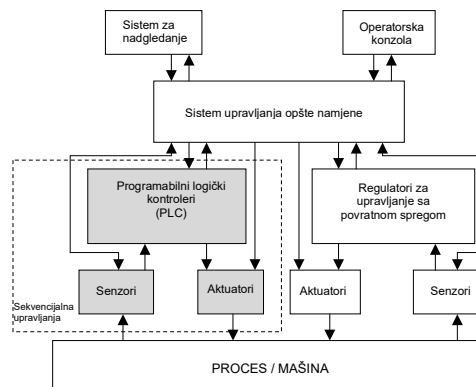 Sistem za
nadgledanje
Operatorska
konzola
Sistem upravljanja opšte namjene
Programabilni logički
kontroleri
(PLC)
Regulatori za
upravljanje sa
povratnom spregom
Senzori
Aktuatori
Aktuatori
Senzori
Sekvencijalna
upravljanja
PROCES / MAŠINA